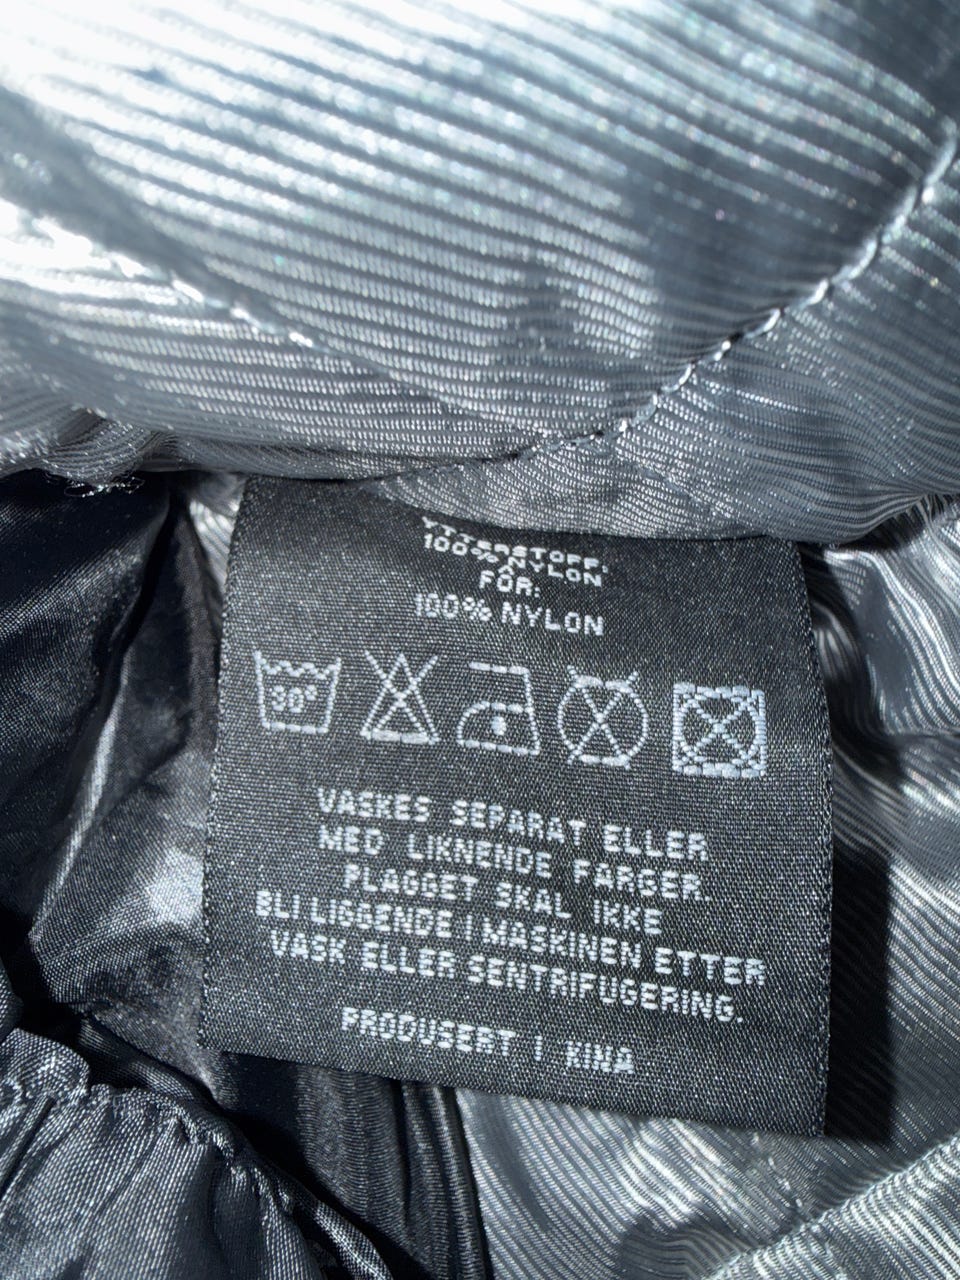 YTTERSTOFF:
100% NYLON
FÔR:
100% NYLON
30°
VASKES SEPARAT ELLER
MED LIKNENDE FARGER.
PLAGGET SKAL IKKE
BLI LIGGENDE I MASKINEN ETTER
VASK ELLER SENTRIFUGERING.
PRODUSERT I KINA